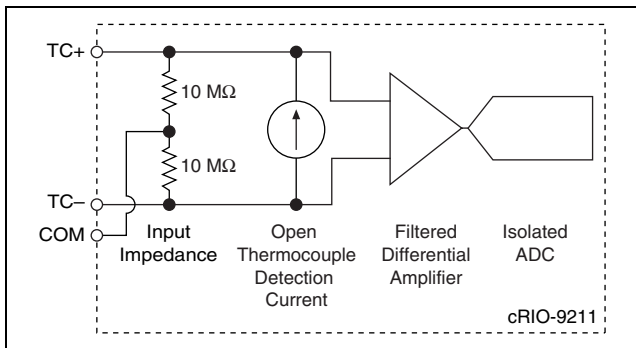 TC+
10 MΩ
10 MΩ
TC–
COM
Input
Impedance
Open
Thermocouple
Detection
Current
Filtered
Differential
Amplifier
Isolated
ADC
cRIO-9211